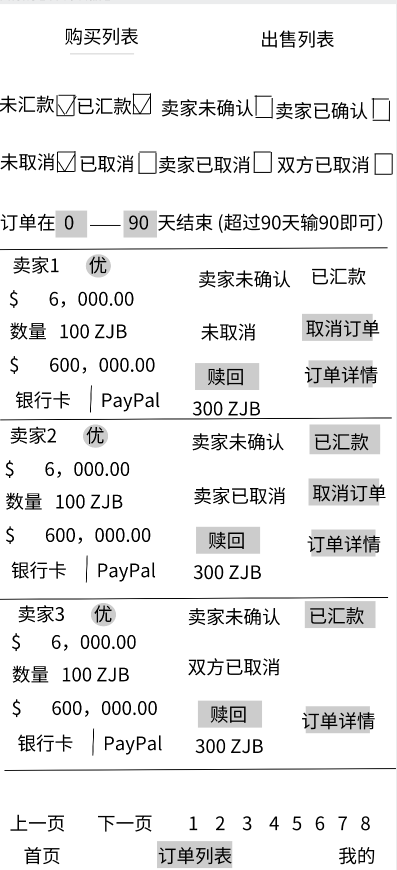 购买列表 出售列表
未汇款 已汇款 卖家未确认 卖家已确认
未取消 已取消 卖家已取消 双方已取消
订单在 0 —— 90 天结束 (超过90天输90即可)
卖家1 优 卖家未确认 已汇款
$ 6，000.00
数量 100 ZJB 未取消 取消订单
$ 600，000.00 赎回 订单详情
银行卡 | PayPal 300 ZJB
卖家2 优 卖家未确认 已汇款
$ 6，000.00
数量 100 ZJB 卖家已取消 取消订单
$ 600，000.00 赎回 订单详情
银行卡 | PayPal 300 ZJB
卖家3 优 卖家未确认 已汇款
$ 6，000.00
数量 100 ZJB 双方已取消
$ 600，000.00 赎回 订单详情
银行卡 | PayPal 300 ZJB
上一页 下一页 1 2 3 4 5 6 7 8
首页 订单列表 我的